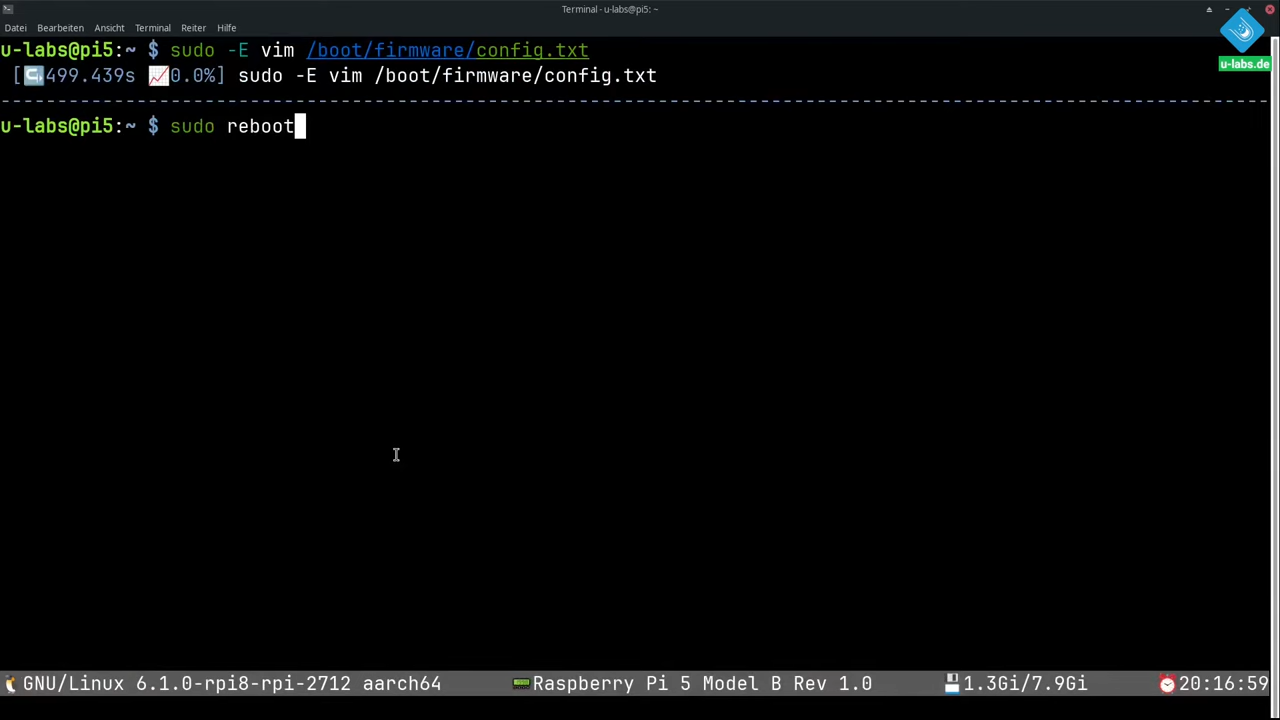 Terminal - u-labs@pi5: ~
Datei Bearbeiten Ansicht Terminal Reiter Hilfe
u-labs@pi5:~ $ sudo -E vim /boot/firmware/config.txt
[↪️499.439s 📈0.0%] sudo -E vim /boot/firmware/config.txt
u-labs.de
u-labs@pi5:~ $ sudo reboot
🐧GNU/Linux 6.1.0-rpi8-rpi-2712 aarch64 📟Raspberry Pi 5 Model B Rev 1.0 💾1.3Gi/7.9Gi ⏰20:16:59